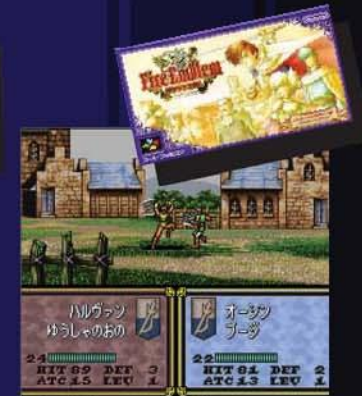 Nintendo
Fire Emblem
ハルヴァン
ゆうしゃのおの
オーシン
プージ
24
HIT 89 DEF 3
ATC 15 LEV 1
22
HIT 81 DEF 2
ATC 13 LEV 1